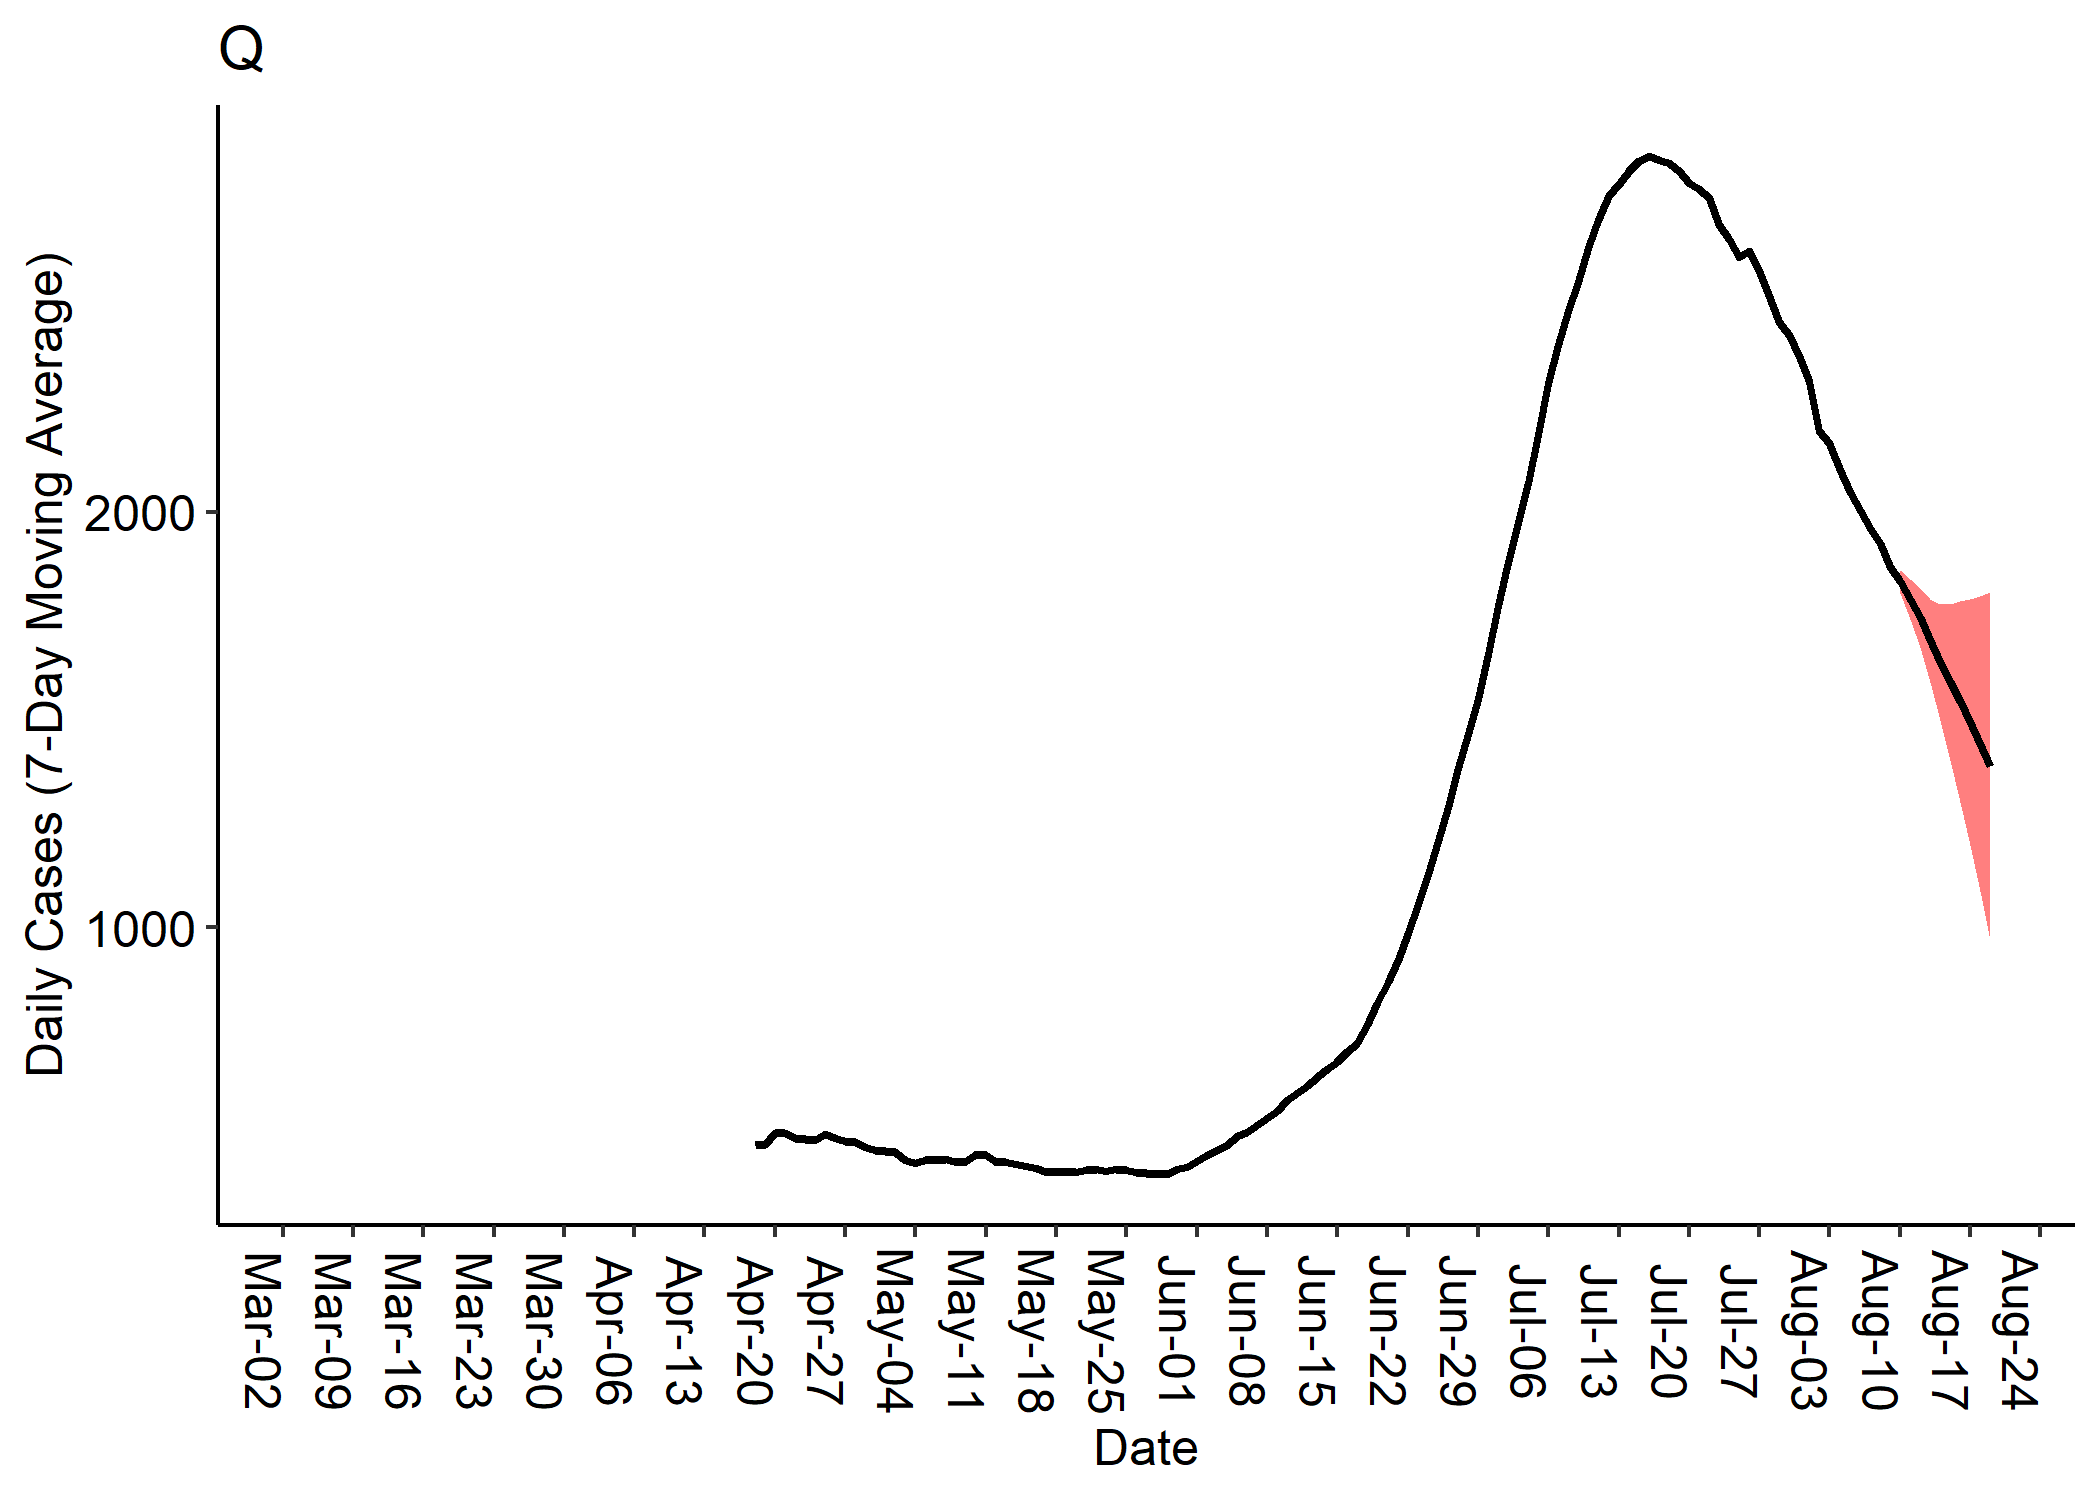 Q
Daily Cases (7-Day Moving Average)
2000
1000
Mar-02
Mar-09
Mar-16
Mar-23
Mar-30
Apr-06
Apr-13
Apr-20
Apr-27
May-04
May-11
May-18
May-25
Jun-01
Jun-08
Jun-15
Jun-22
Jun-29
Jul-06
Jul-13
Jul-20
Jul-27
Aug-03
Aug-10
Aug-17
Aug-24
Date